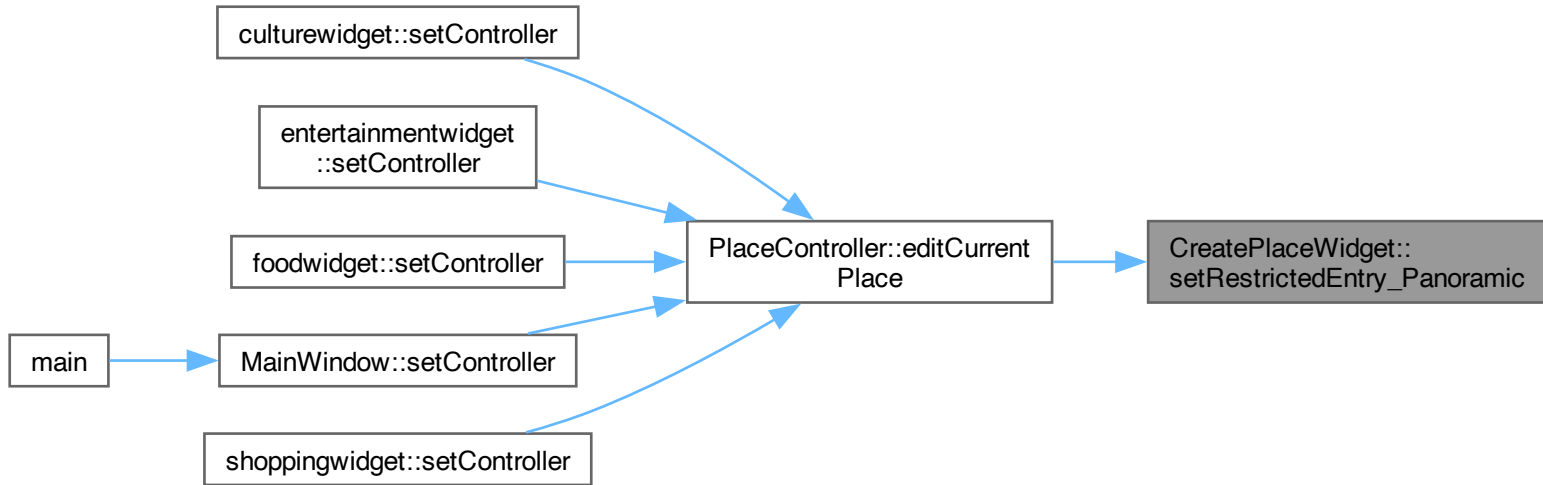 culturewidget::setController
entertainmentwidget
::setController
foodwidget::setController
main
MainWindow::setController
shoppingwidget::setController
PlaceController::editCurrent
Place
CreatePlaceWidget::
setRestrictedEntry_Panoramic